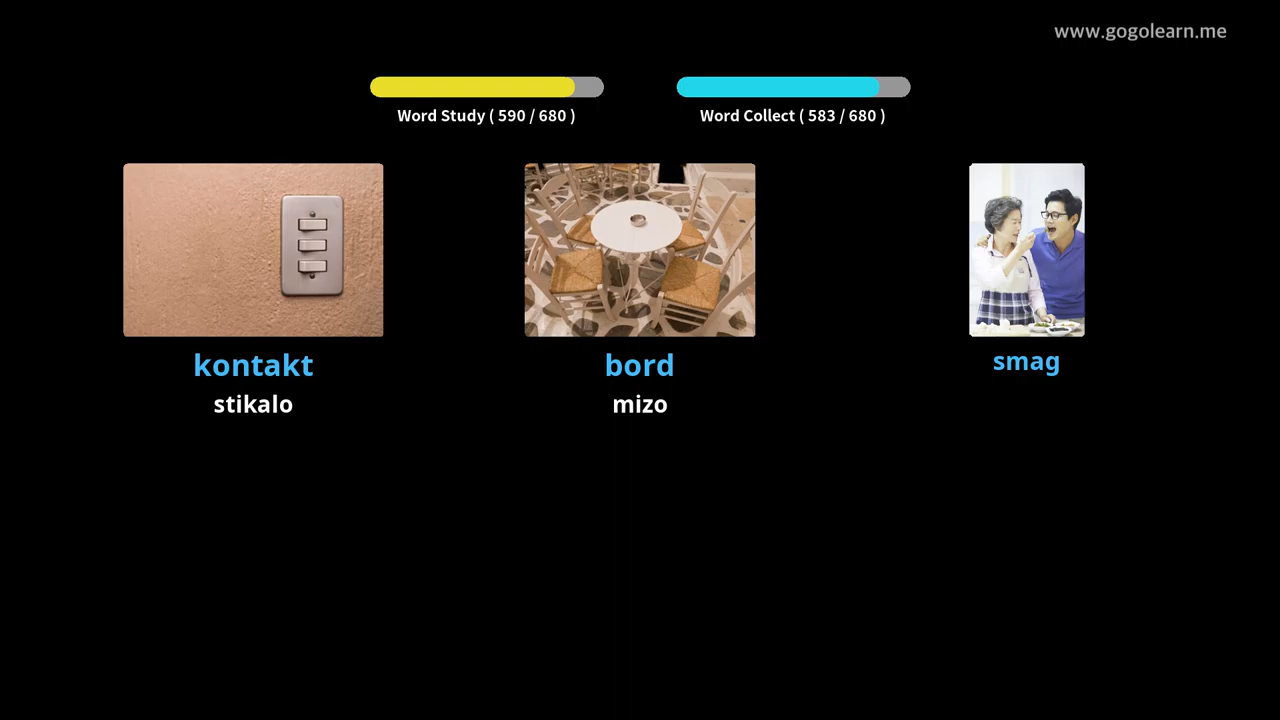 www.gogolearn.me
Word Study ( 590 / 680 )
Word Collect ( 583 / 680 )
kontakt
bord
smag
stikalo
mizo